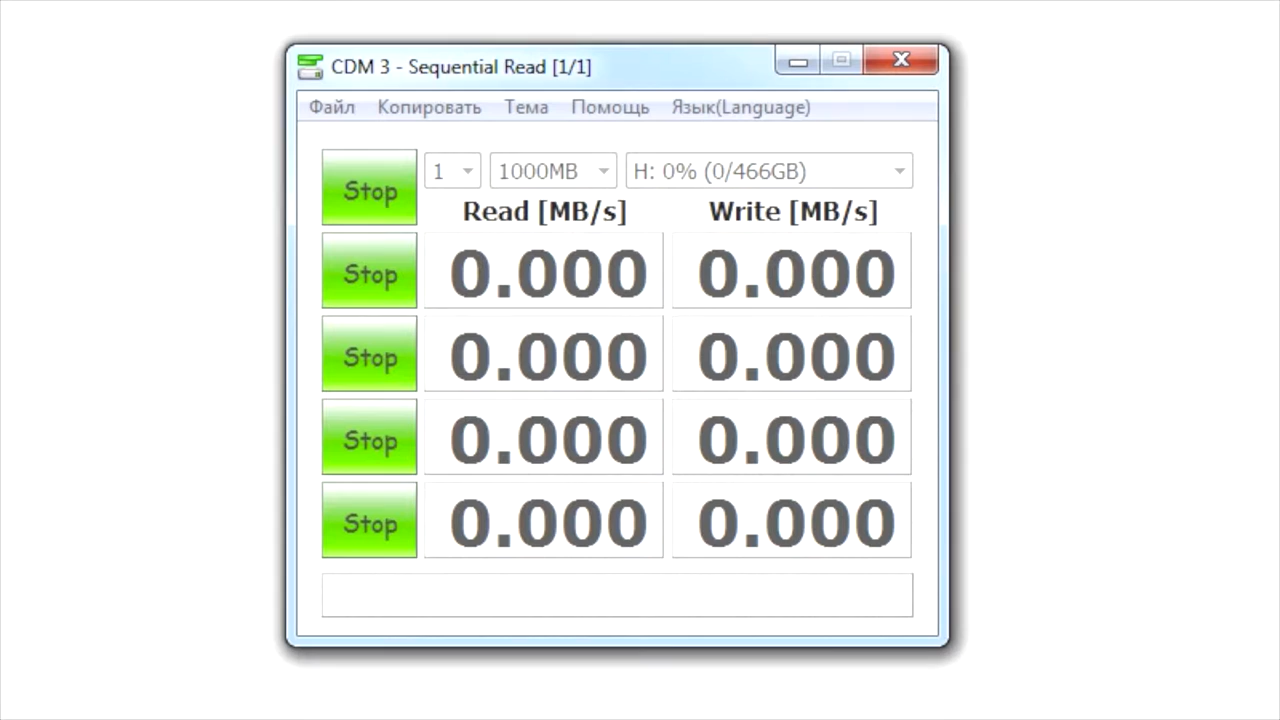 CDM 3 - Sequential Read [1/1]
Файл Копировать Тема Помощь Язык(Language)
Stop 1 1000MB H: 0% (0/466GB)
Read [MB/s] Write [MB/s]
Stop 0.000 0.000
Stop 0.000 0.000
Stop 0.000 0.000
Stop 0.000 0.000